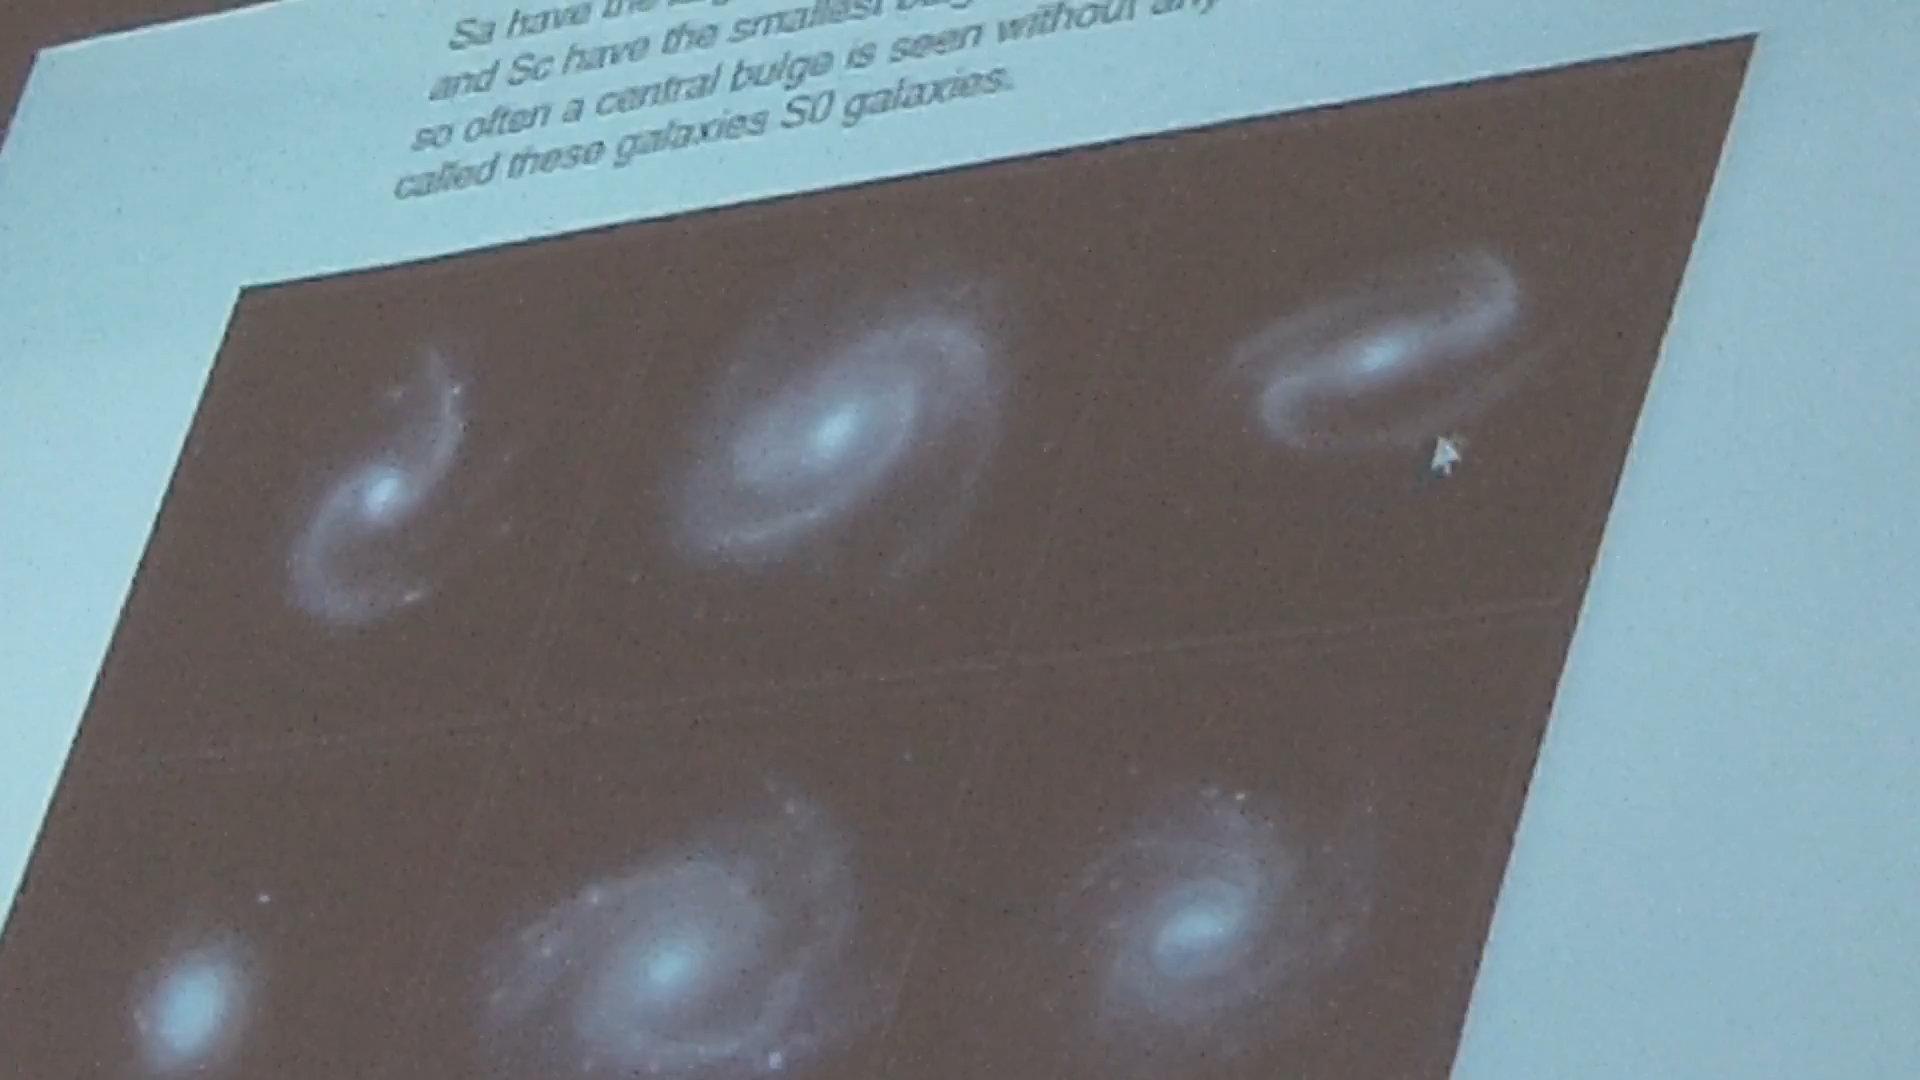 Sa have the
and Sc have the smallest
so often a central bulge is seen without any
called these galaxies S0 galaxies.